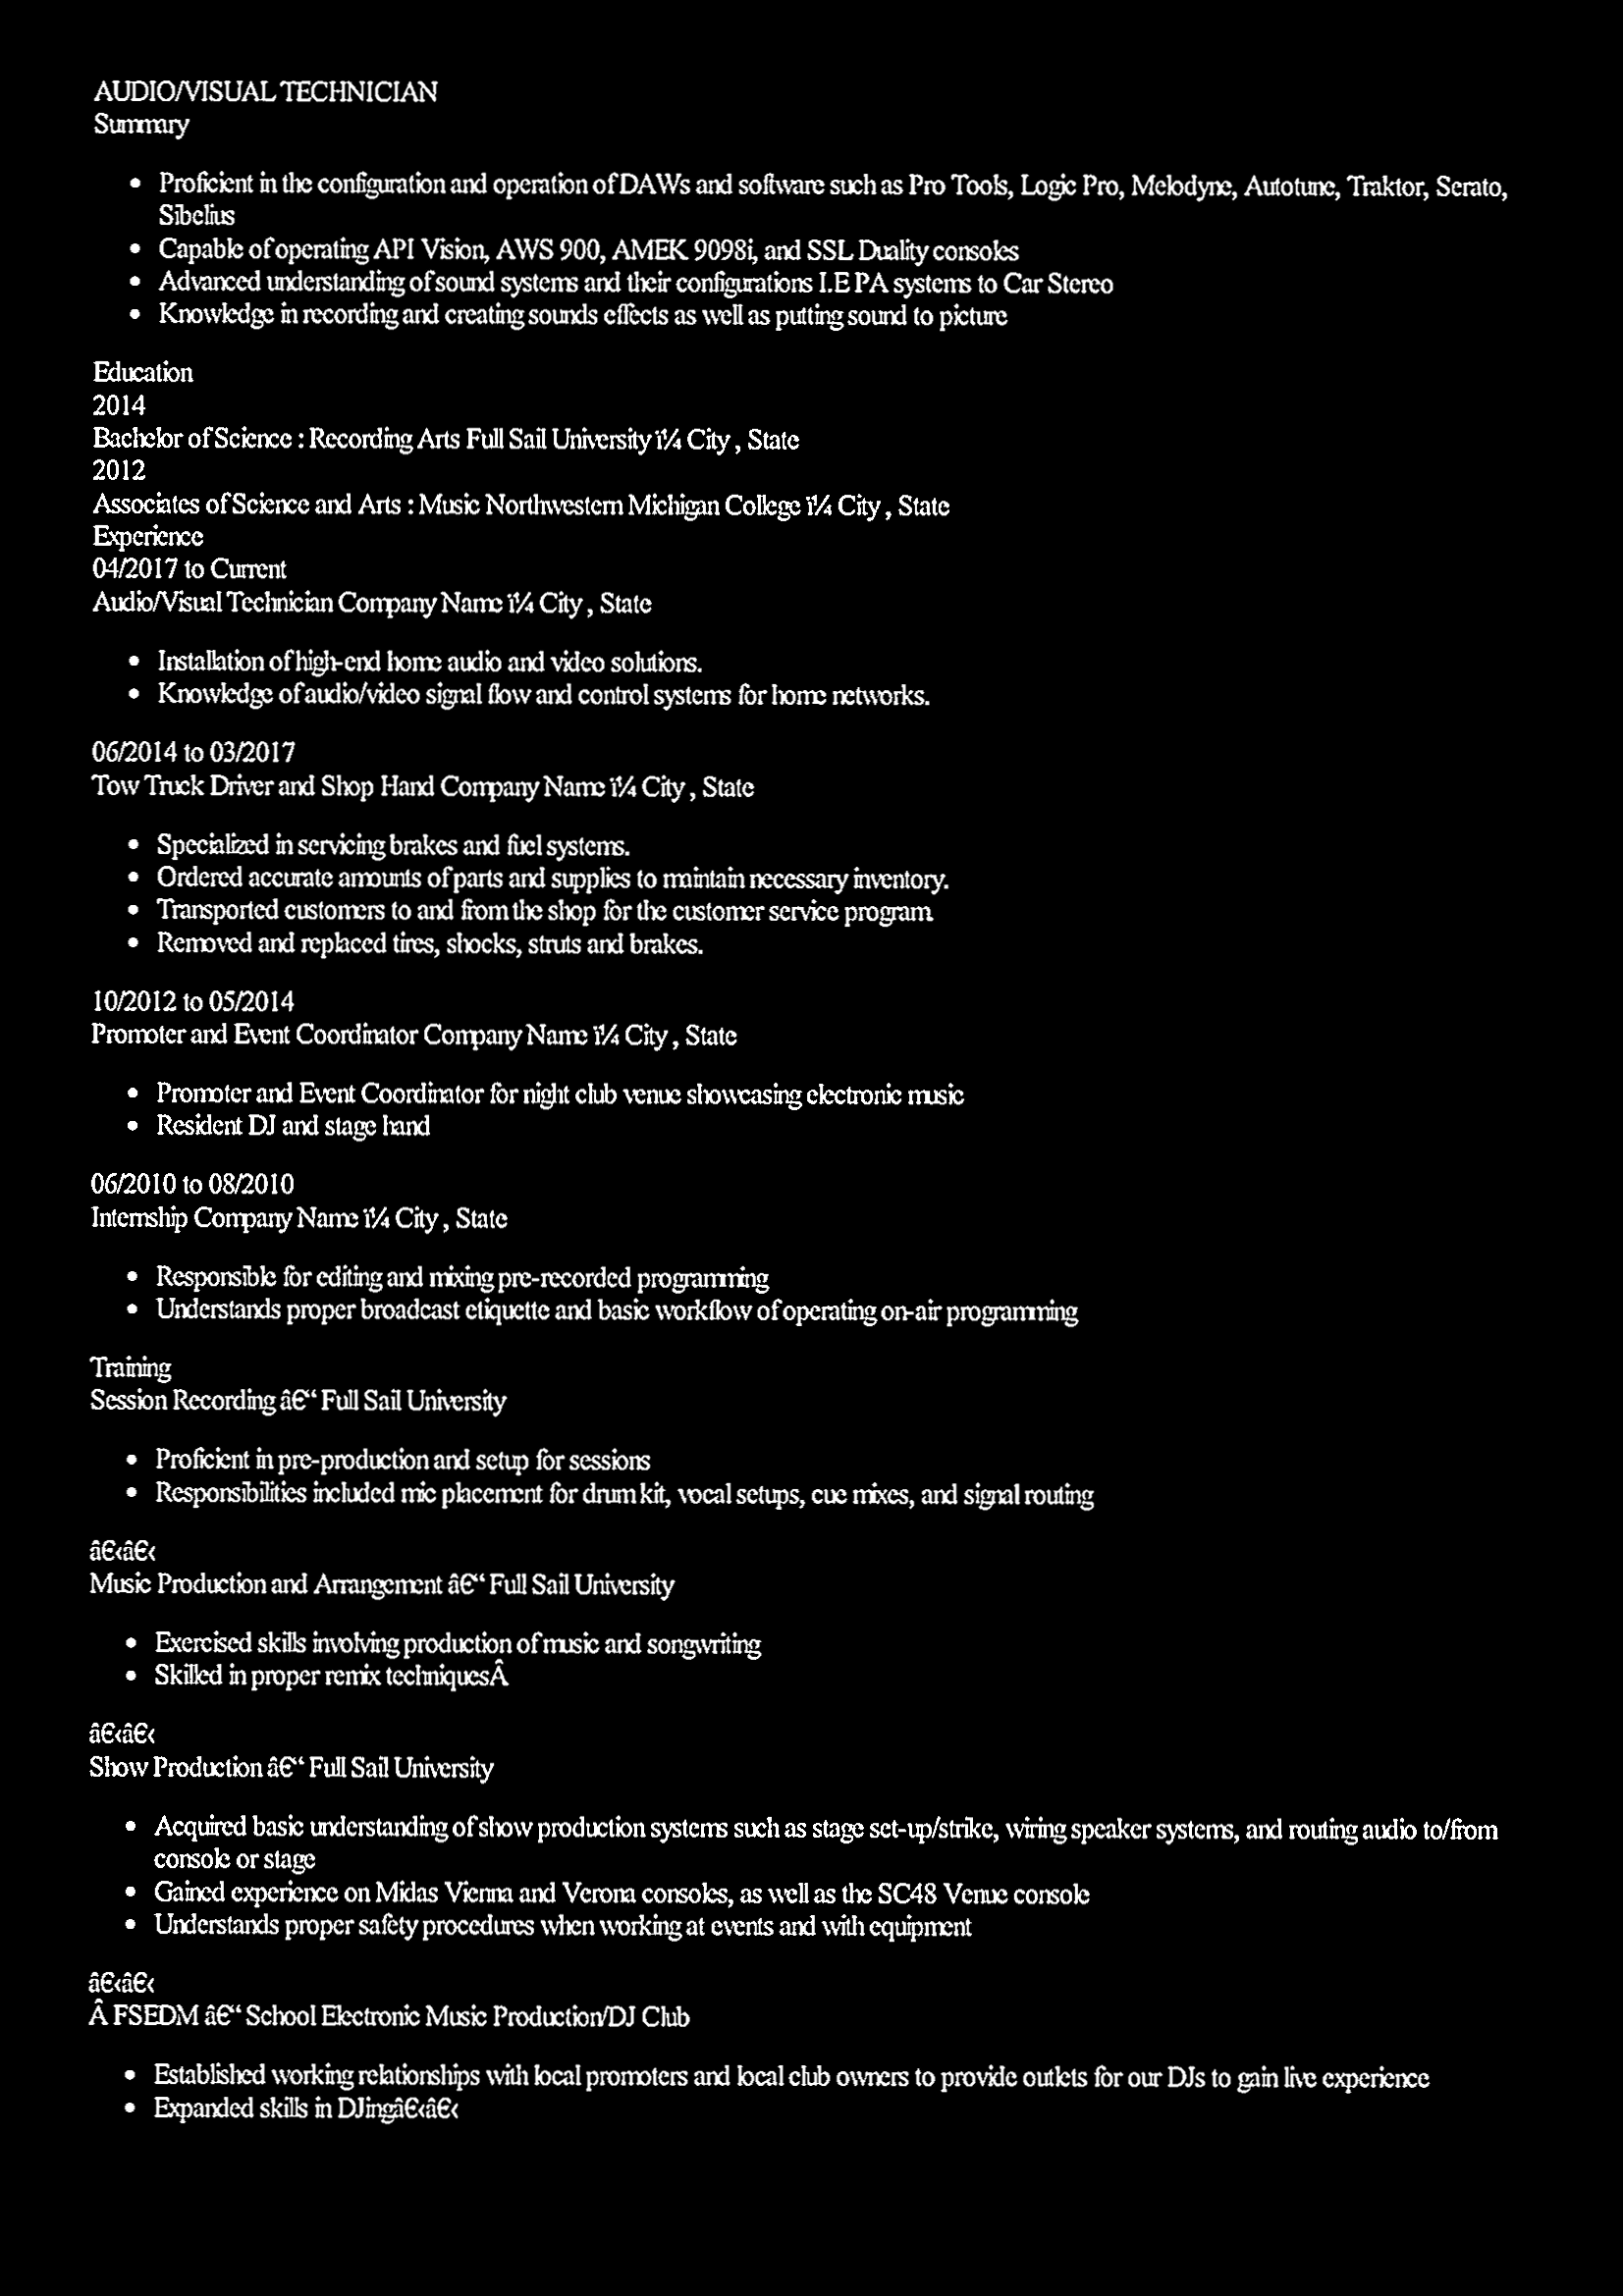 AUDIO/VISUAL TECHNICIAN
Summary
• Proficient in the configuration and operation of DAWs and software such as Pro Tools, Logic Pro, Melodyne, Autotune, Traktor, Serato,
Sibelius
• Capable of operating API Vision, AWS 900, AMEK 9098i, and SSL Duality consoles
• Advanced understanding of sound systems and their configurations I.E PA systems to Car Stereo
• Knowledge in recording and creating sounds effects as well as putting sound to picture
Education
2014
Bachelor of Science : Recording Arts Full Sail University ï¼ City , State
2012
Associates of Science and Arts : Music Northwestern Michigan College ï¼ City , State
Experience
04/2017 to Current
Audio/Visual Technician Company Name ï¼ City , State
• Installation of high-end home audio and video solutions.
• Knowledge of audio/video signal flow and control systems for home networks.
06/2014 to 03/2017
Tow Truck Driver and Shop Hand Company Name ï¼ City , State
• Specialized in servicing brakes and fuel systems.
• Ordered accurate amounts of parts and supplies to maintain necessary inventory.
• Transported customers to and from the shop for the customer service program.
• Removed and replaced tires, shocks, struts and brakes.
10/2012 to 05/2014
Promoter and Event Coordinator Company Name ï¼ City , State
• Promoter and Event Coordinator for night club venue showcasing electronic music
• Resident DJ and stage hand
06/2010 to 08/2010
Internship Company Name ï¼ City , State
• Responsible for editing and mixing pre-recorded programming
• Understands proper broadcast etiquette and basic workflow of operating on-air programming
Training
Session Recording â€“ Full Sail University
• Proficient in pre-production and setup for sessions
• Responsibilities included mic placement for drum kit, vocal setups, cue mixes, and signal routing
â€‹â€‹
Music Production and Arrangement â€“ Full Sail University
• Exercised skills involving production of music and songwriting
• Skilled in proper remix techniquesÂ
â€‹â€‹
Show Production â€“ Full Sail University
• Acquired basic understanding of show production systems such as stage set-up/strike, wiring speaker systems, and routing audio to/from
console or stage
• Gained experience on Midas Vienna and Verona consoles, as well as the SC48 Venue console
• Understands proper safety procedures when working at events and with equipment
â€‹â€‹
Â FSEDM â€“ School Electronic Music Production/DJ Club
• Established working relationships with local promoters and local club owners to provide outlets for our DJs to gain live experience
• Expanded skills in DJingâ€‹â€‹